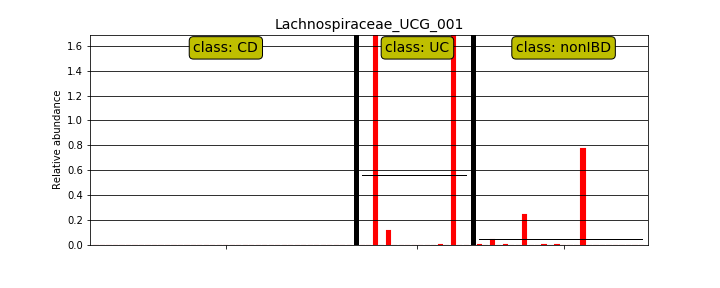 Lachnospiraceae_UCG_001
class: CD
class: UC
class: nonIBD
Relative abundance
1.6
1.4
1.2
1.0
0.8
0.6
0.4
0.2
0.0